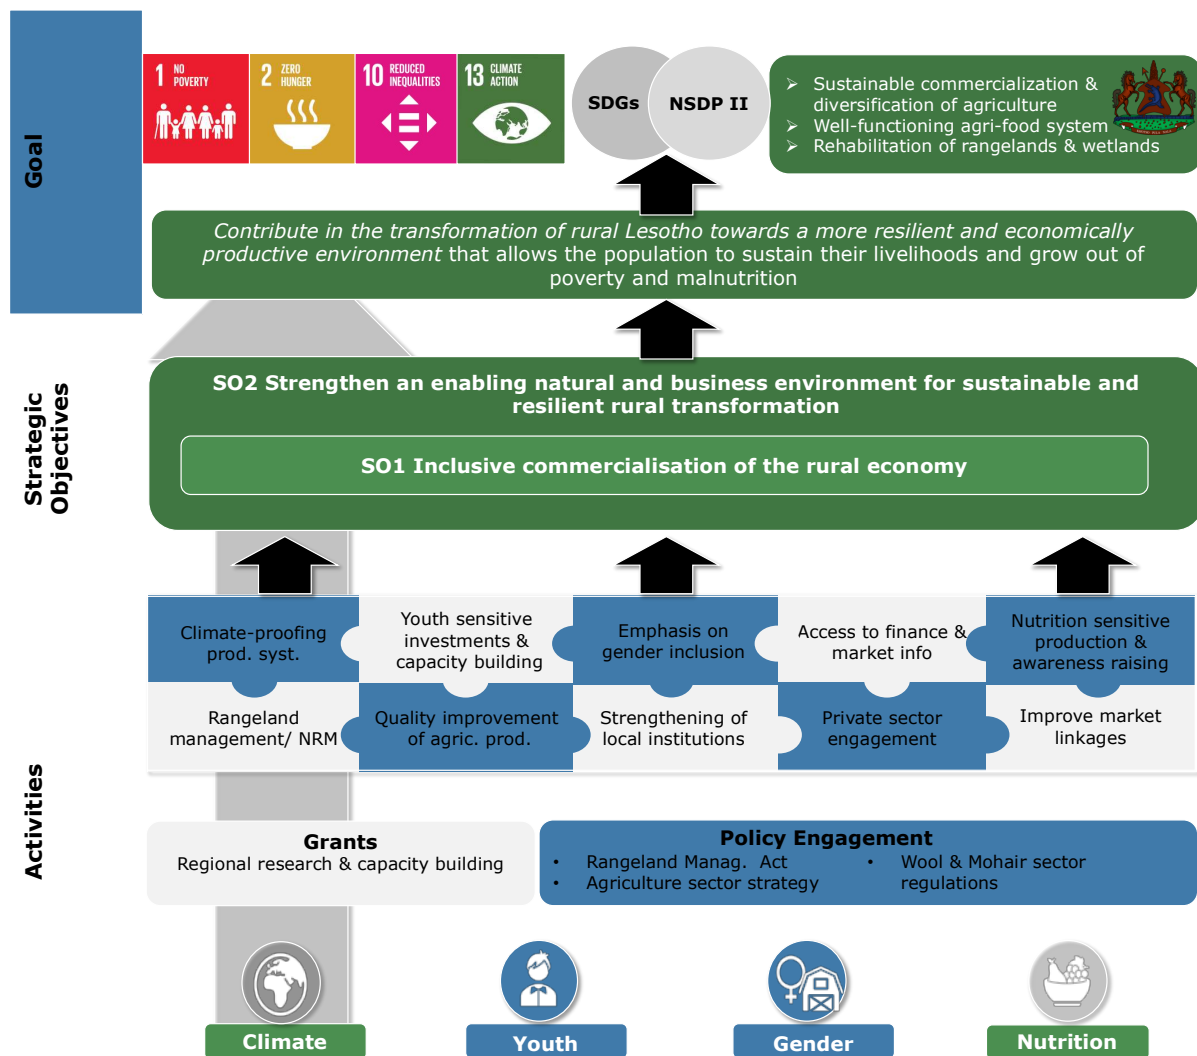 Goal
1 NO
POVERTY
2 ZERO
HUNGER
10 REDUCED
INEQUALITIES
13 CLIMATE
ACTION
SDGs
NSDP II
➢ Sustainable commercialization &
diversification of agriculture
➢ Well-functioning agri-food system
➢ Rehabilitation of rangelands & wetlands
Contribute in the transformation of rural Lesotho towards a more resilient and economically
productive environment that allows the population to sustain their livelihoods and grow out of
poverty and malnutrition
Strategic
Objectives
SO2 Strengthen an enabling natural and business environment for sustainable and
resilient rural transformation
SO1 Inclusive commercialisation of the rural economy
Activities
Climate-proofing
prod. syst.
Youth sensitive
investments &
capacity building
Emphasis on
gender inclusion
Access to finance &
market info
Nutrition sensitive
production &
awareness raising
Rangeland
management/ NRM
Quality improvement
of agric. prod.
Strengthening of
local institutions
Private sector
engagement
Improve market
linkages
Grants
Regional research & capacity building
Policy Engagement
• Rangeland Manag. Act
• Agriculture sector strategy
• Wool & Mohair sector
regulations
Climate
Youth
Gender
Nutrition